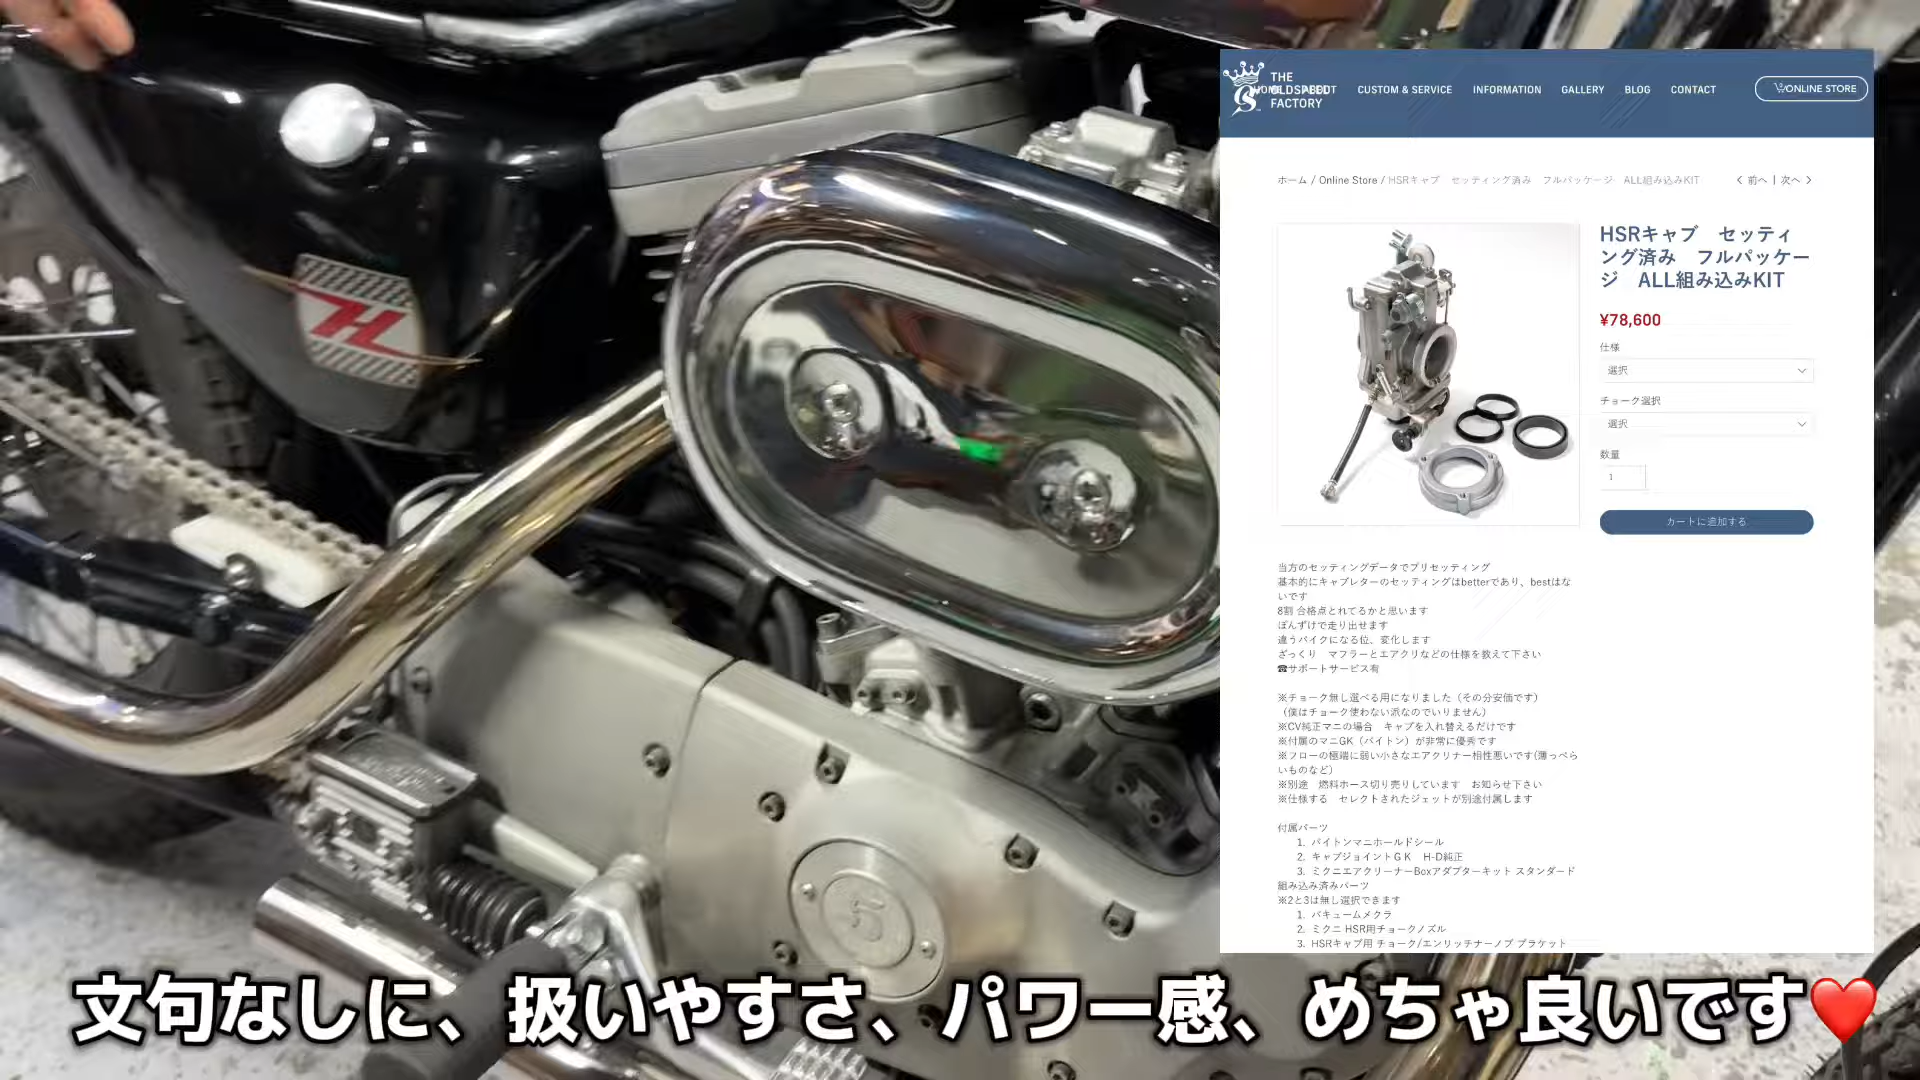 THE
OLDSPEED
FACTORY
HOME
ABOUT
CUSTOM & SERVICE
INFORMATION
GALLERY
BLOG
CONTACT
ONLINE STORE
ホーム / Online Store / HSRキャブ　セッティング済み　フルパッケージ　ALL組み込みKIT
前へ | 次へ
HSRキャブ　セッティ
ング済み　フルパッケー
ジ　ALL組み込みKIT
¥78,600
仕様
選択
チョーク選択
選択
数量
1
カートに追加する
当方のセッティングデータでプリセッティング
基本的にキャブレターのセッティングはbetterであり、bestはな
いです
8割 合格点とれてるかと思います
ぽんずけで走り出せます
違うバイクになる位、変化します
ざっくり　マフラーとエアクリなどの仕様を教えて下さい
☎サポートサービス有
※チョーク無し選べる用になりました（その分安価です）
（僕はチョーク使わない派なのでいりません）
※CV純正マニの場合　キャブを入れ替えるだけです
※付属のマニGK（バイトン）が非常に優秀です
※フローの極端に弱い小さなエアクリナー相性悪いです(薄っぺら
いものなど）
※別途　燃料ホース切り売りしています　お知らせ下さい
※仕様する　セレクトされたジェットが別途付属します
付属パーツ
1. バイトンマニホールドシール
2. キャブジョイントＧＫ　H-D純正
3. ミクニエアクリーナーBoxアダプターキット スタンダード
組み込み済みパーツ
※2と3は無し選択できます
1. バキュームメクラ
2. ミクニ HSR用チョークノズル
3. HSRキャブ用 チョーク/エンリッチナーノブ ブラケット
文句なしに、扱いやすさ、パワー感、めちゃ良いです❤️